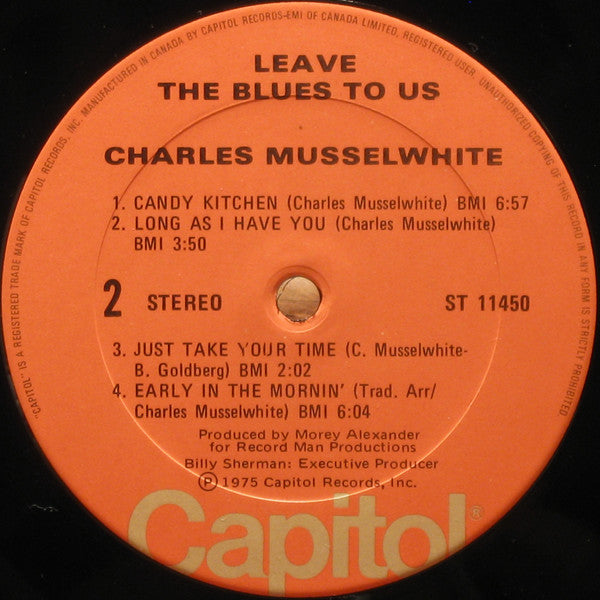 MANUFACTURED IN CANADA BY CAPITOL RECORDS-EMI OF CANADA LIMITED, REGISTERED USER. UNAUTHORIZED COPYING OF THIS RECORD IN ANY FORM IS STRICTLY PROHIBITED
"CAPITOL" IS A REGISTERED TRADE MARK OF CAPITOL RECORDS, INC.
LEAVE
THE BLUES TO US
CHARLES MUSSELWHITE
1. CANDY KITCHEN (Charles Musselwhite) BMI 6:57
2. LONG AS I HAVE YOU (Charles Musselwhite)
BMI 3:50
2 STEREO ST 11450
3. JUST TAKE YOUR TIME (C. Musselwhite-
B. Goldberg) BMI 2:02
4. EARLY IN THE MORNIN' (Trad. Arr/
Charles Musselwhite) BMI 6:04
Produced by Morey Alexander
for Record Man Productions
Billy Sherman: Executive Producer
Ⓟ 1975 Capitol Records, Inc.
Capitol®